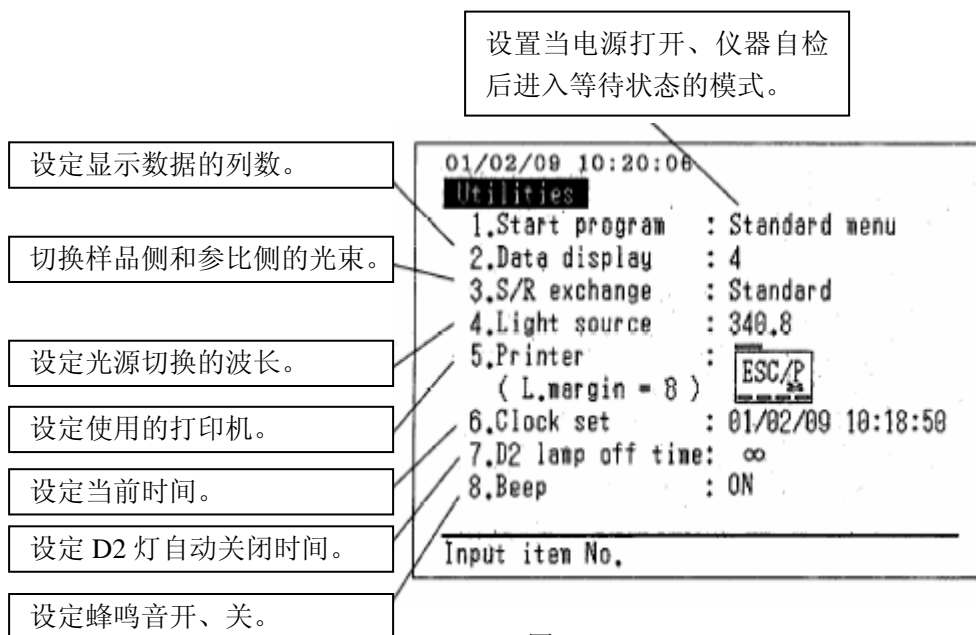 设置当电源打开、仪器自检
后进入等待状态的模式。
设定显示数据的列数。
切换样品侧和参比侧的光束。
设定光源切换的波长。
设定使用的打印机。
设定当前时间。
设定 D2 灯自动关闭时间。
设定蜂鸣音开、关。
01/02/09 10:20:06
Utilities
1.Start program : Standard menu
2.Data display : 4
3.S/R exchange : Standard
4.Light source : 340.8
5.Printer : ESC/P
( L.margin = 8 )
6.Clock set : 01/02/09 10:18:50
7.D2 lamp off time: ∞
8.Beep : ON
Input item No.